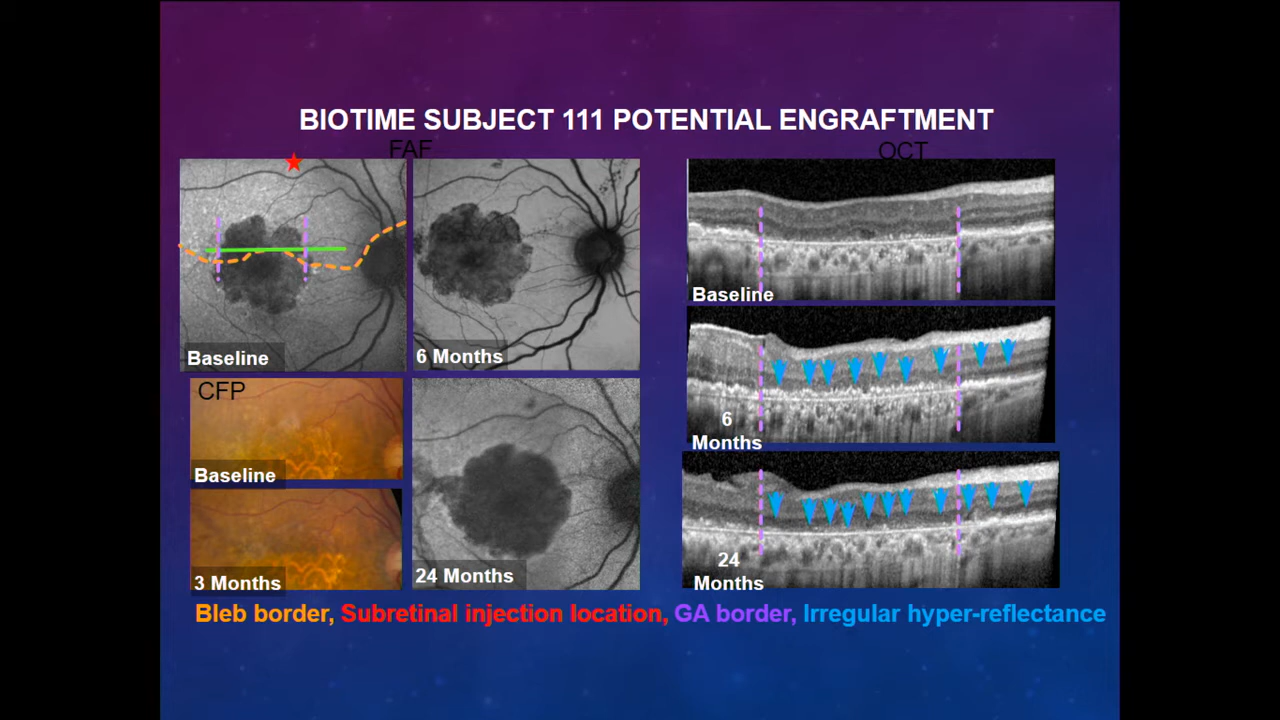 BIOTIME SUBJECT 111 POTENTIAL ENGRAFTMENT
FAF
OCT
Baseline
6 Months
CFP
Baseline
3 Months
24 Months
Baseline
6
Months
24
Months
Bleb border, Subretinal injection location, GA border, Irregular hyper-reflectance